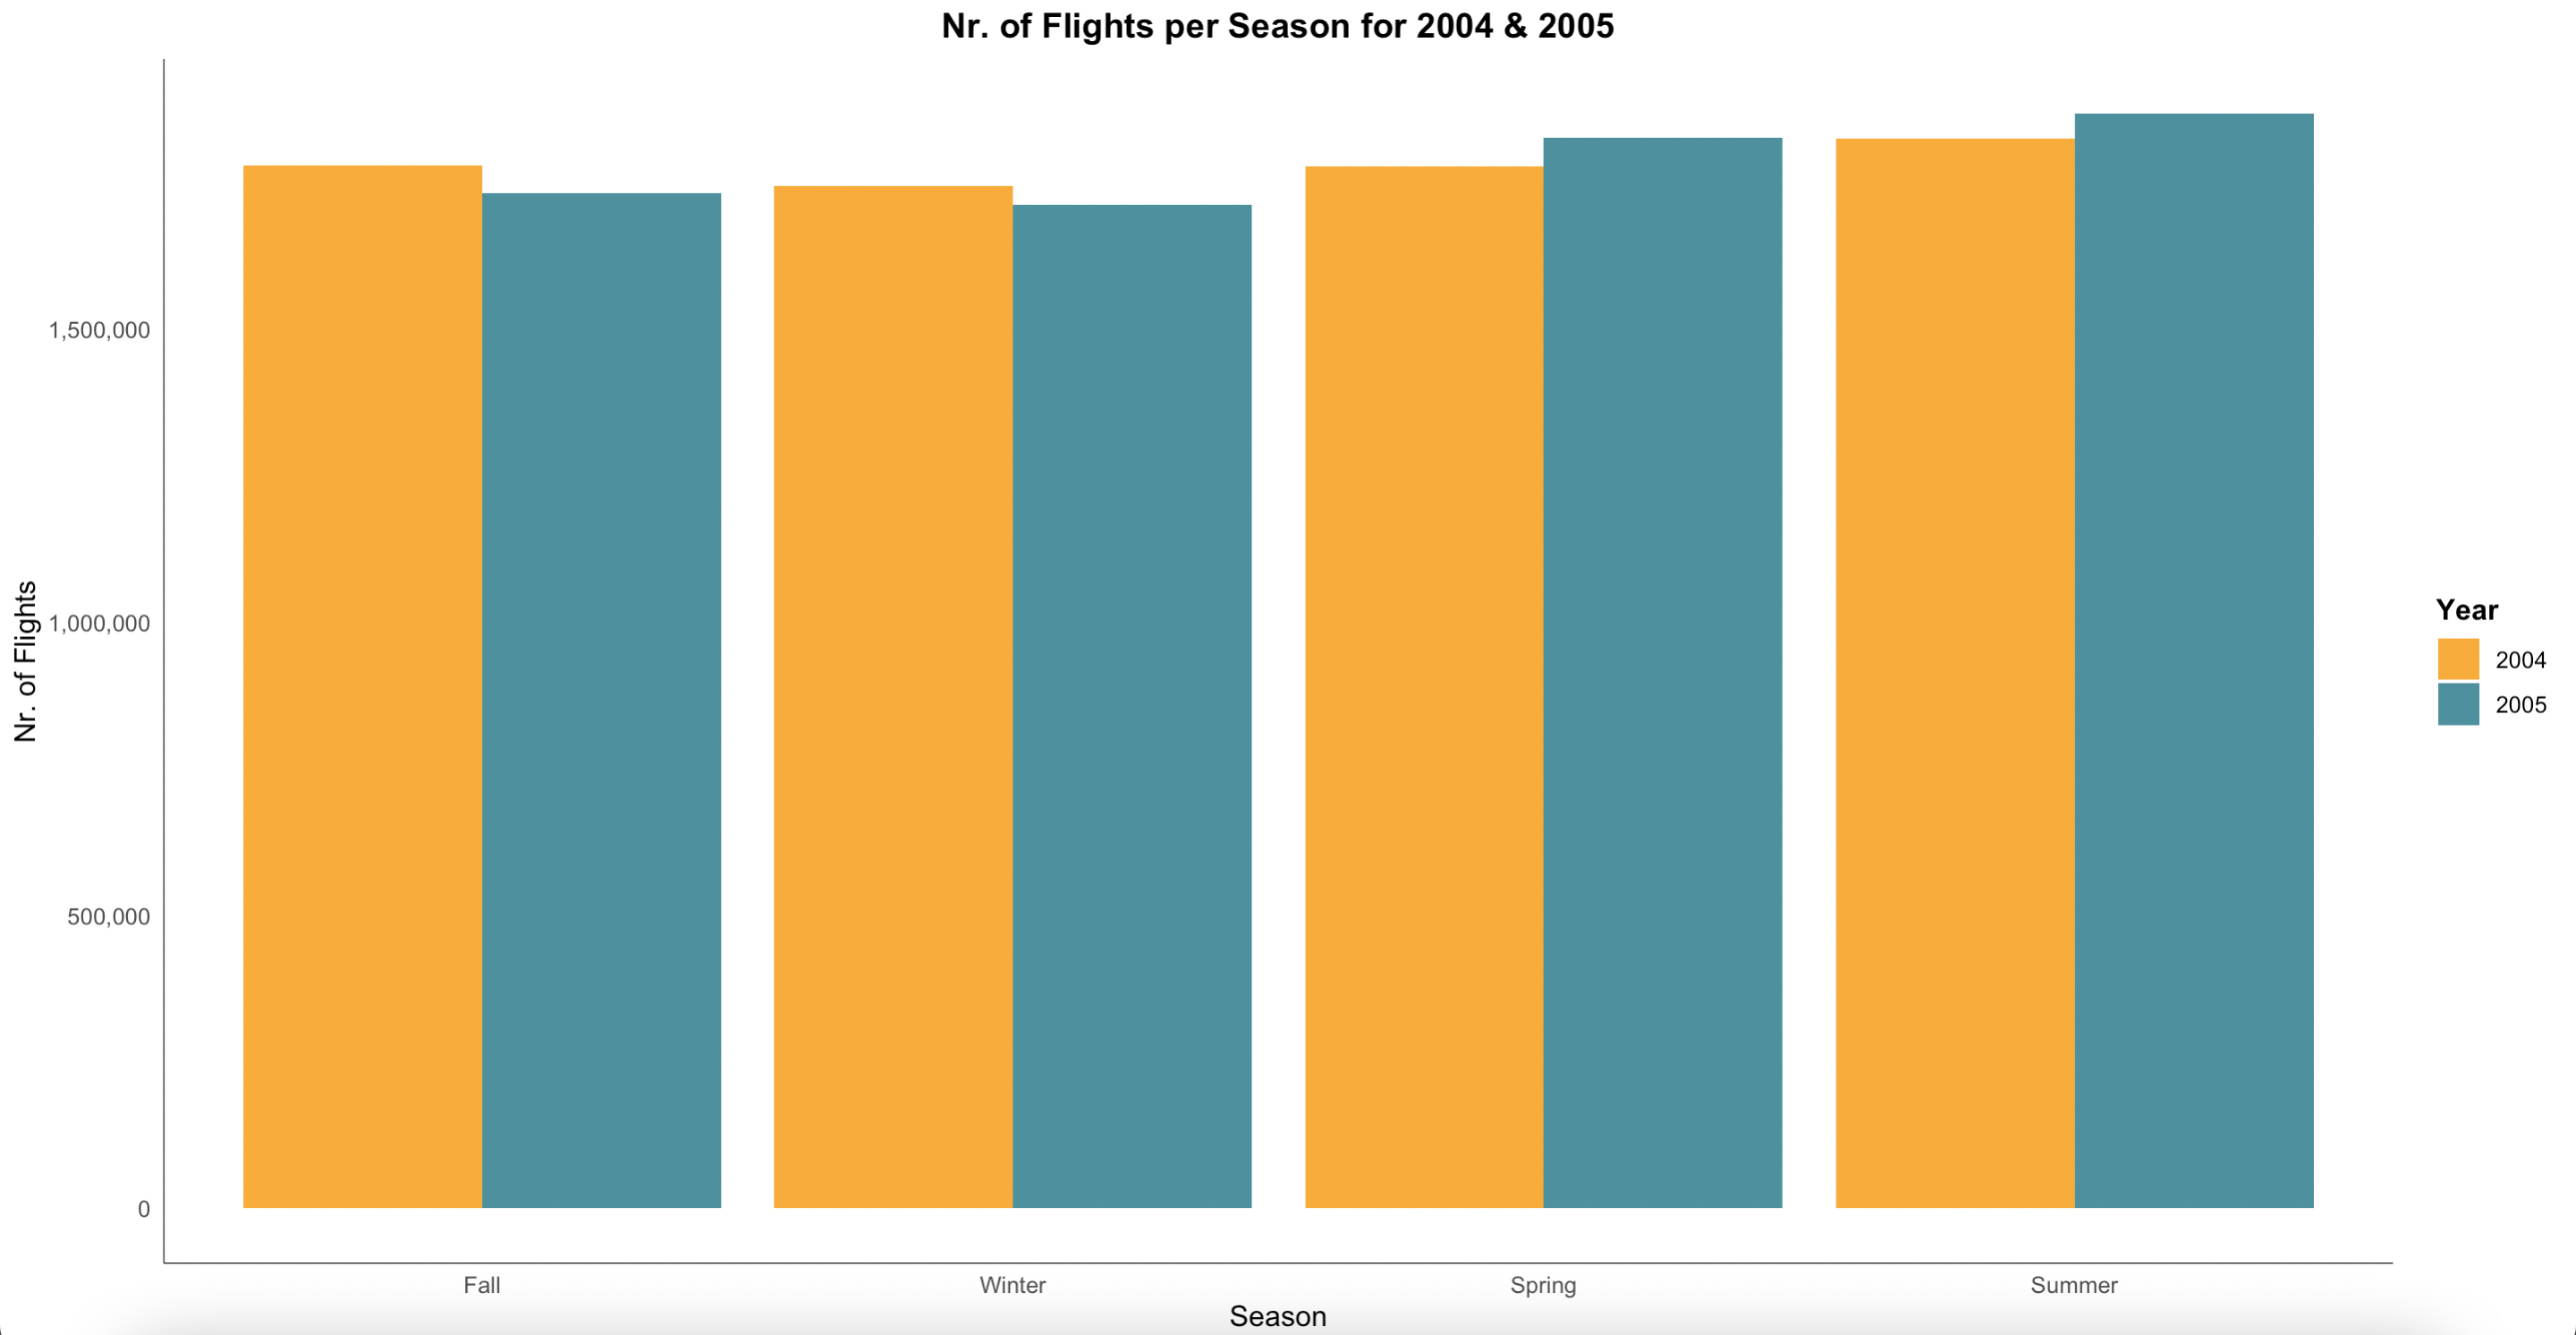 Nr. of Flights per Season for 2004 & 2005
Nr. of Flights
1,500,000
1,000,000
500,000
0
Fall
Winter
Spring
Summer
Season
Year
2004
2005